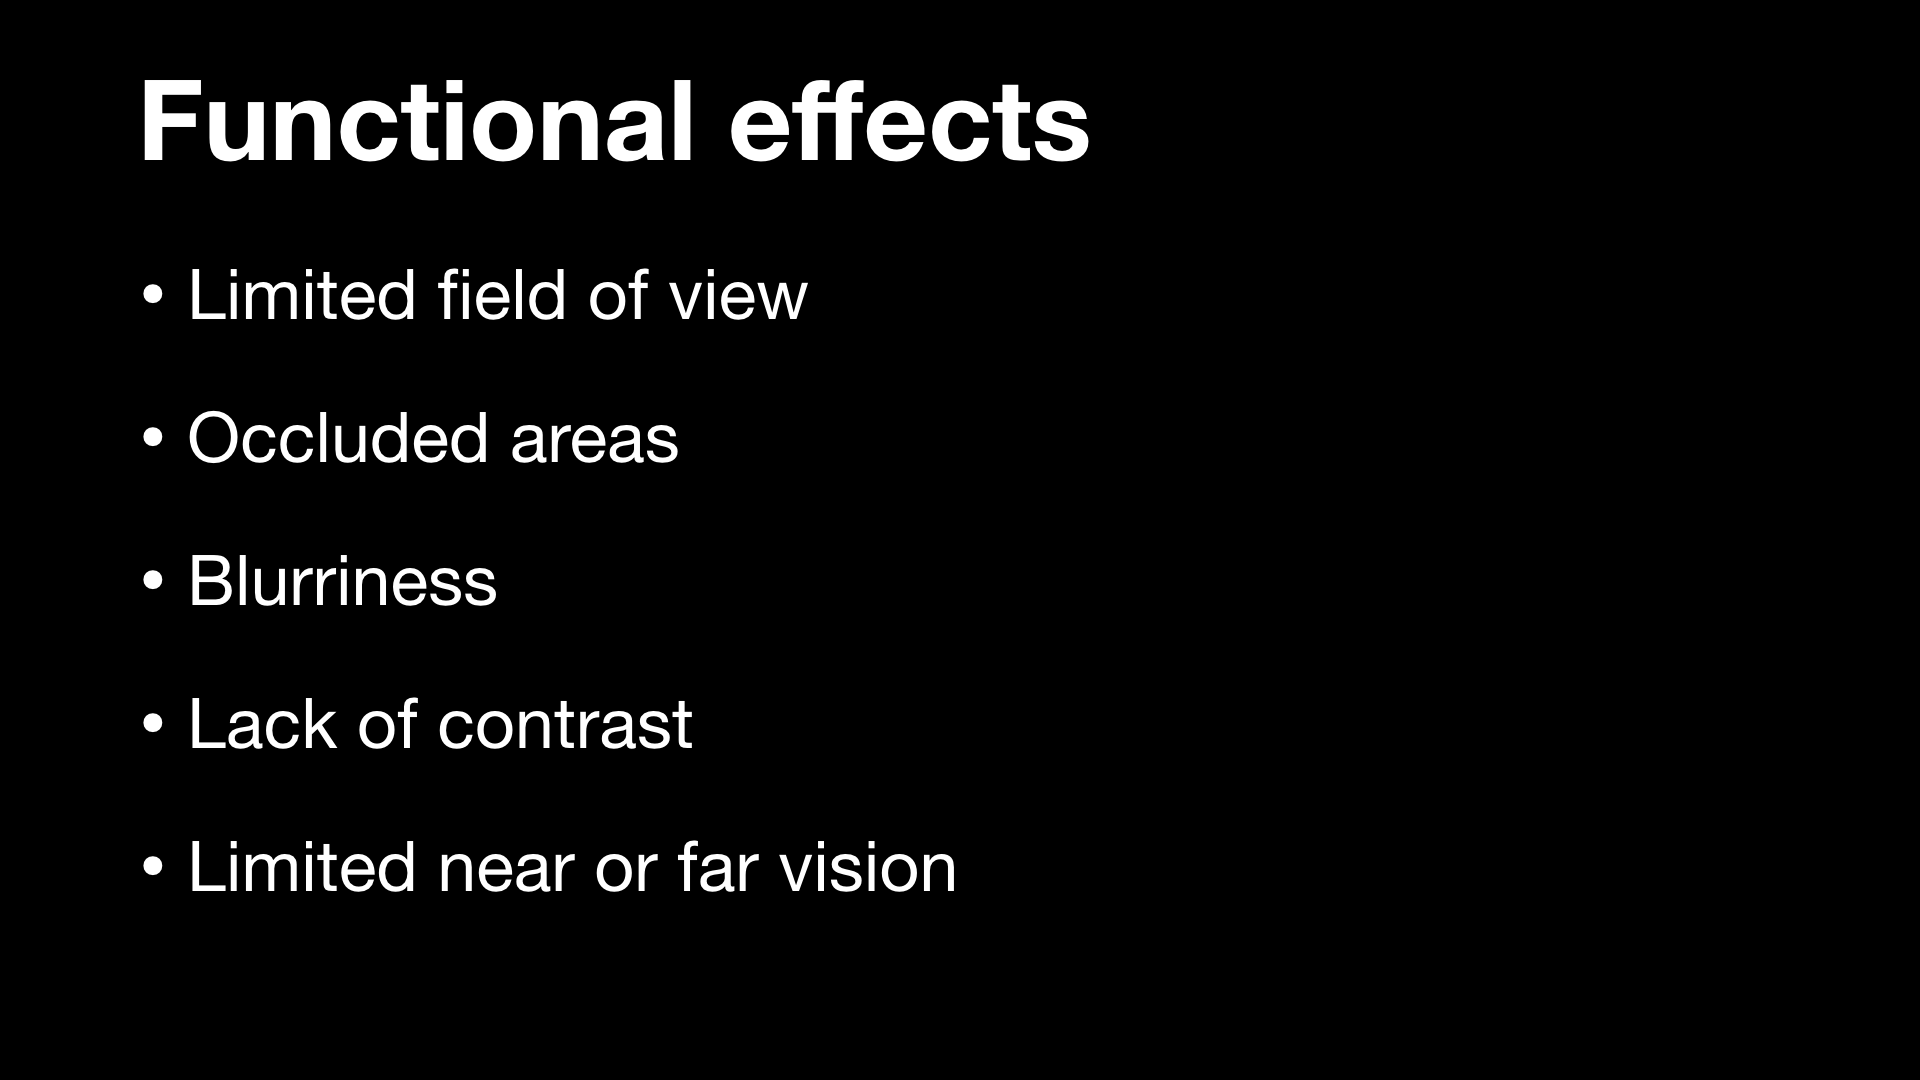 Functional effects
• Limited field of view
• Occluded areas
• Blurriness
• Lack of contrast
• Limited near or far vision